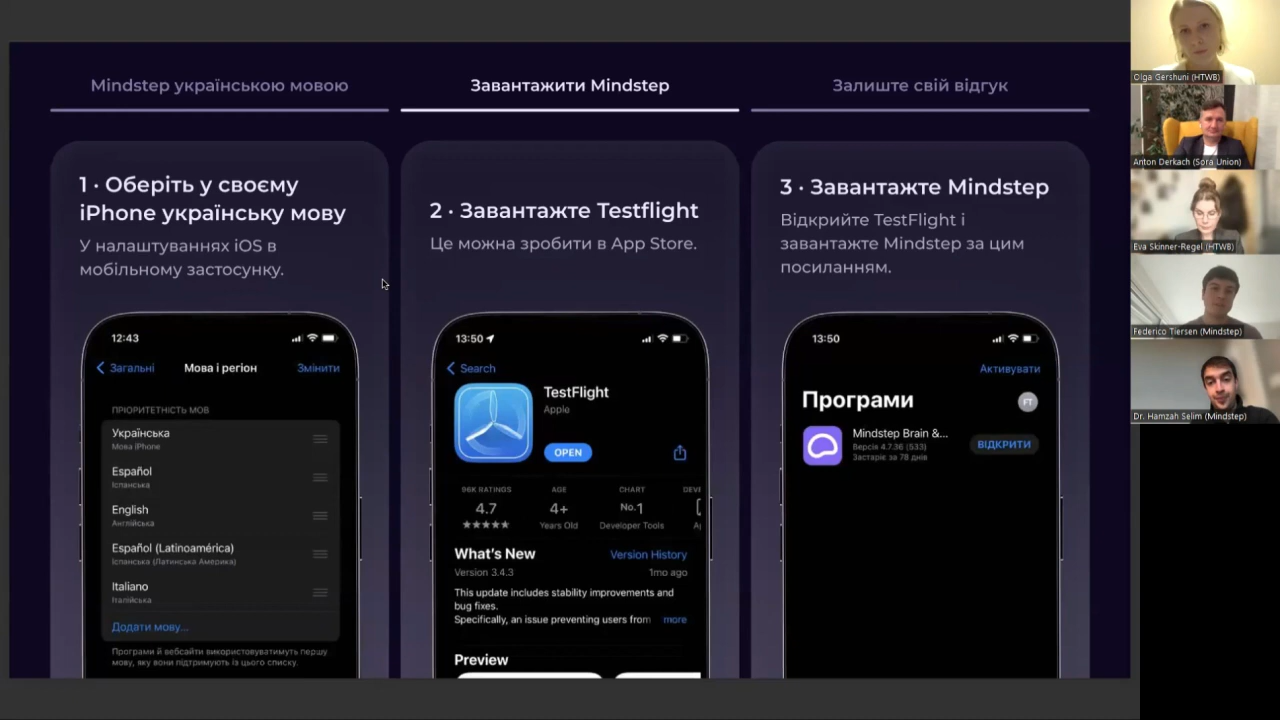 Mindstep українською мовою
Завантажити Mindstep
Залиште свій відгук
1 · Оберіть у своєму
iPhone українську мову
У налаштуваннях iOS в
мобільному застосунку.
12:43
Загальні
Мова і регіон
Змінити
ПРІОРИТЕТНІСТЬ МОВ
Українська
Мова iPhone
Español
Іспанська
English
Англійська
Español (Latinoamérica)
Іспанська (Латинська Америка)
Italiano
Італійська
Додати мову...
Програми й вебсайти використовуватимуть першу
мову, яку вони підтримують із цього списку.
2 · Завантажте Testflight
Це можна зробити в App Store.
13:50
Search
TestFlight
Apple
OPEN
96K RATINGS
4.7
AGE
4+
Years Old
CHART
No.1
Developer Tools
DEVE
What's New
Version History
Version 3.4.3
1mo ago
This update includes stability improvements and
bug fixes.
Specifically, an issue preventing users from more
Preview
3 · Завантажте Mindstep
Відкрийте TestFlight і
завантажте Mindstep за цим
посиланням.
13:50
Активувати
Програми
FT
Mindstep Brain &...
Версія 4.7.36 (533)
Застаріє за 78 днів
ВІДКРИТИ
Olga Gershuni (HTWB)
Anton Derkach (Sora Union)
Eva Skinner-Regel (HTWB)
Federico Tiersen (Mindstep)
Dr. Hamzah Selim (Mindstep)